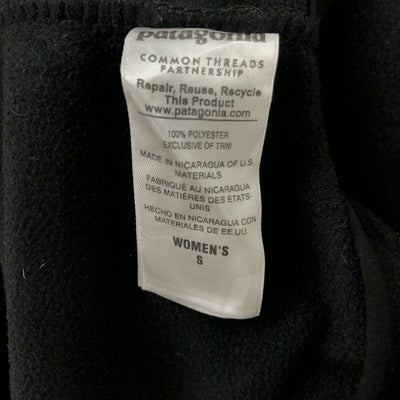 patagonia
COMMON THREADS
PARTNERSHIP
Repair, Reuse, Recycle
This Product
www.patagonia.com
100% POLYESTER
EXCLUSIVE OF TRIM
MADE IN NICARAGUA OF U.S.
MATERIALS
FABRIQUÉ AU NICARAGUA
DES MATIÈRES DES ETATS-
UNIS
HECHO EN NICARAGUA CON
MATERIALES DE EE.UU.
WOMEN'S
S